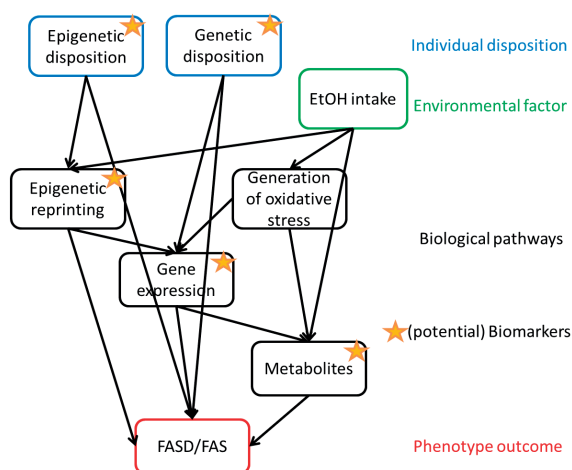 Epigenetic
disposition
Genetic
disposition
Individual disposition
EtOH intake
Environmental factor
Epigenetic
reprinting
Generation
of oxidative
stress
Biological pathways
Gene
expression
(potential) Biomarkers
Metabolites
FASD/FAS
Phenotype outcome